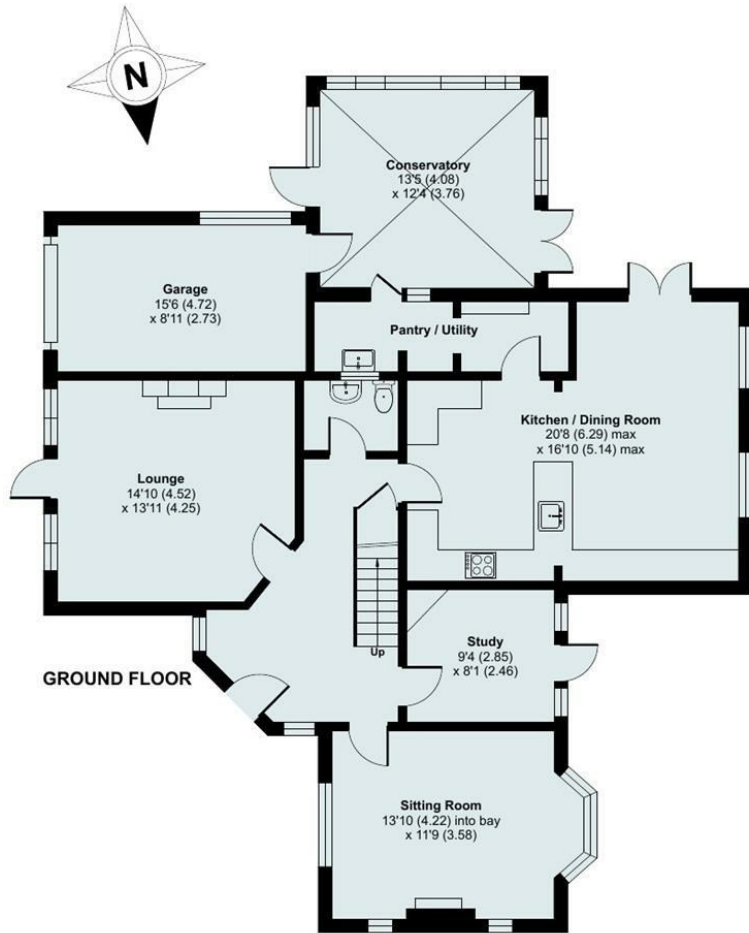 N
Conservatory
13'5 (4.08)
x 12'4 (3.76)
Garage
15'6 (4.72)
x 8'11 (2.73)
Pantry / Utility
Kitchen / Dining Room
20'8 (6.29) max
x 16'10 (5.14) max
Lounge
14'10 (4.52)
x 13'11 (4.25)
Up
Study
9'4 (2.85)
x 8'1 (2.46)
GROUND FLOOR
Sitting Room
13'10 (4.22) into bay
x 11'9 (3.58)